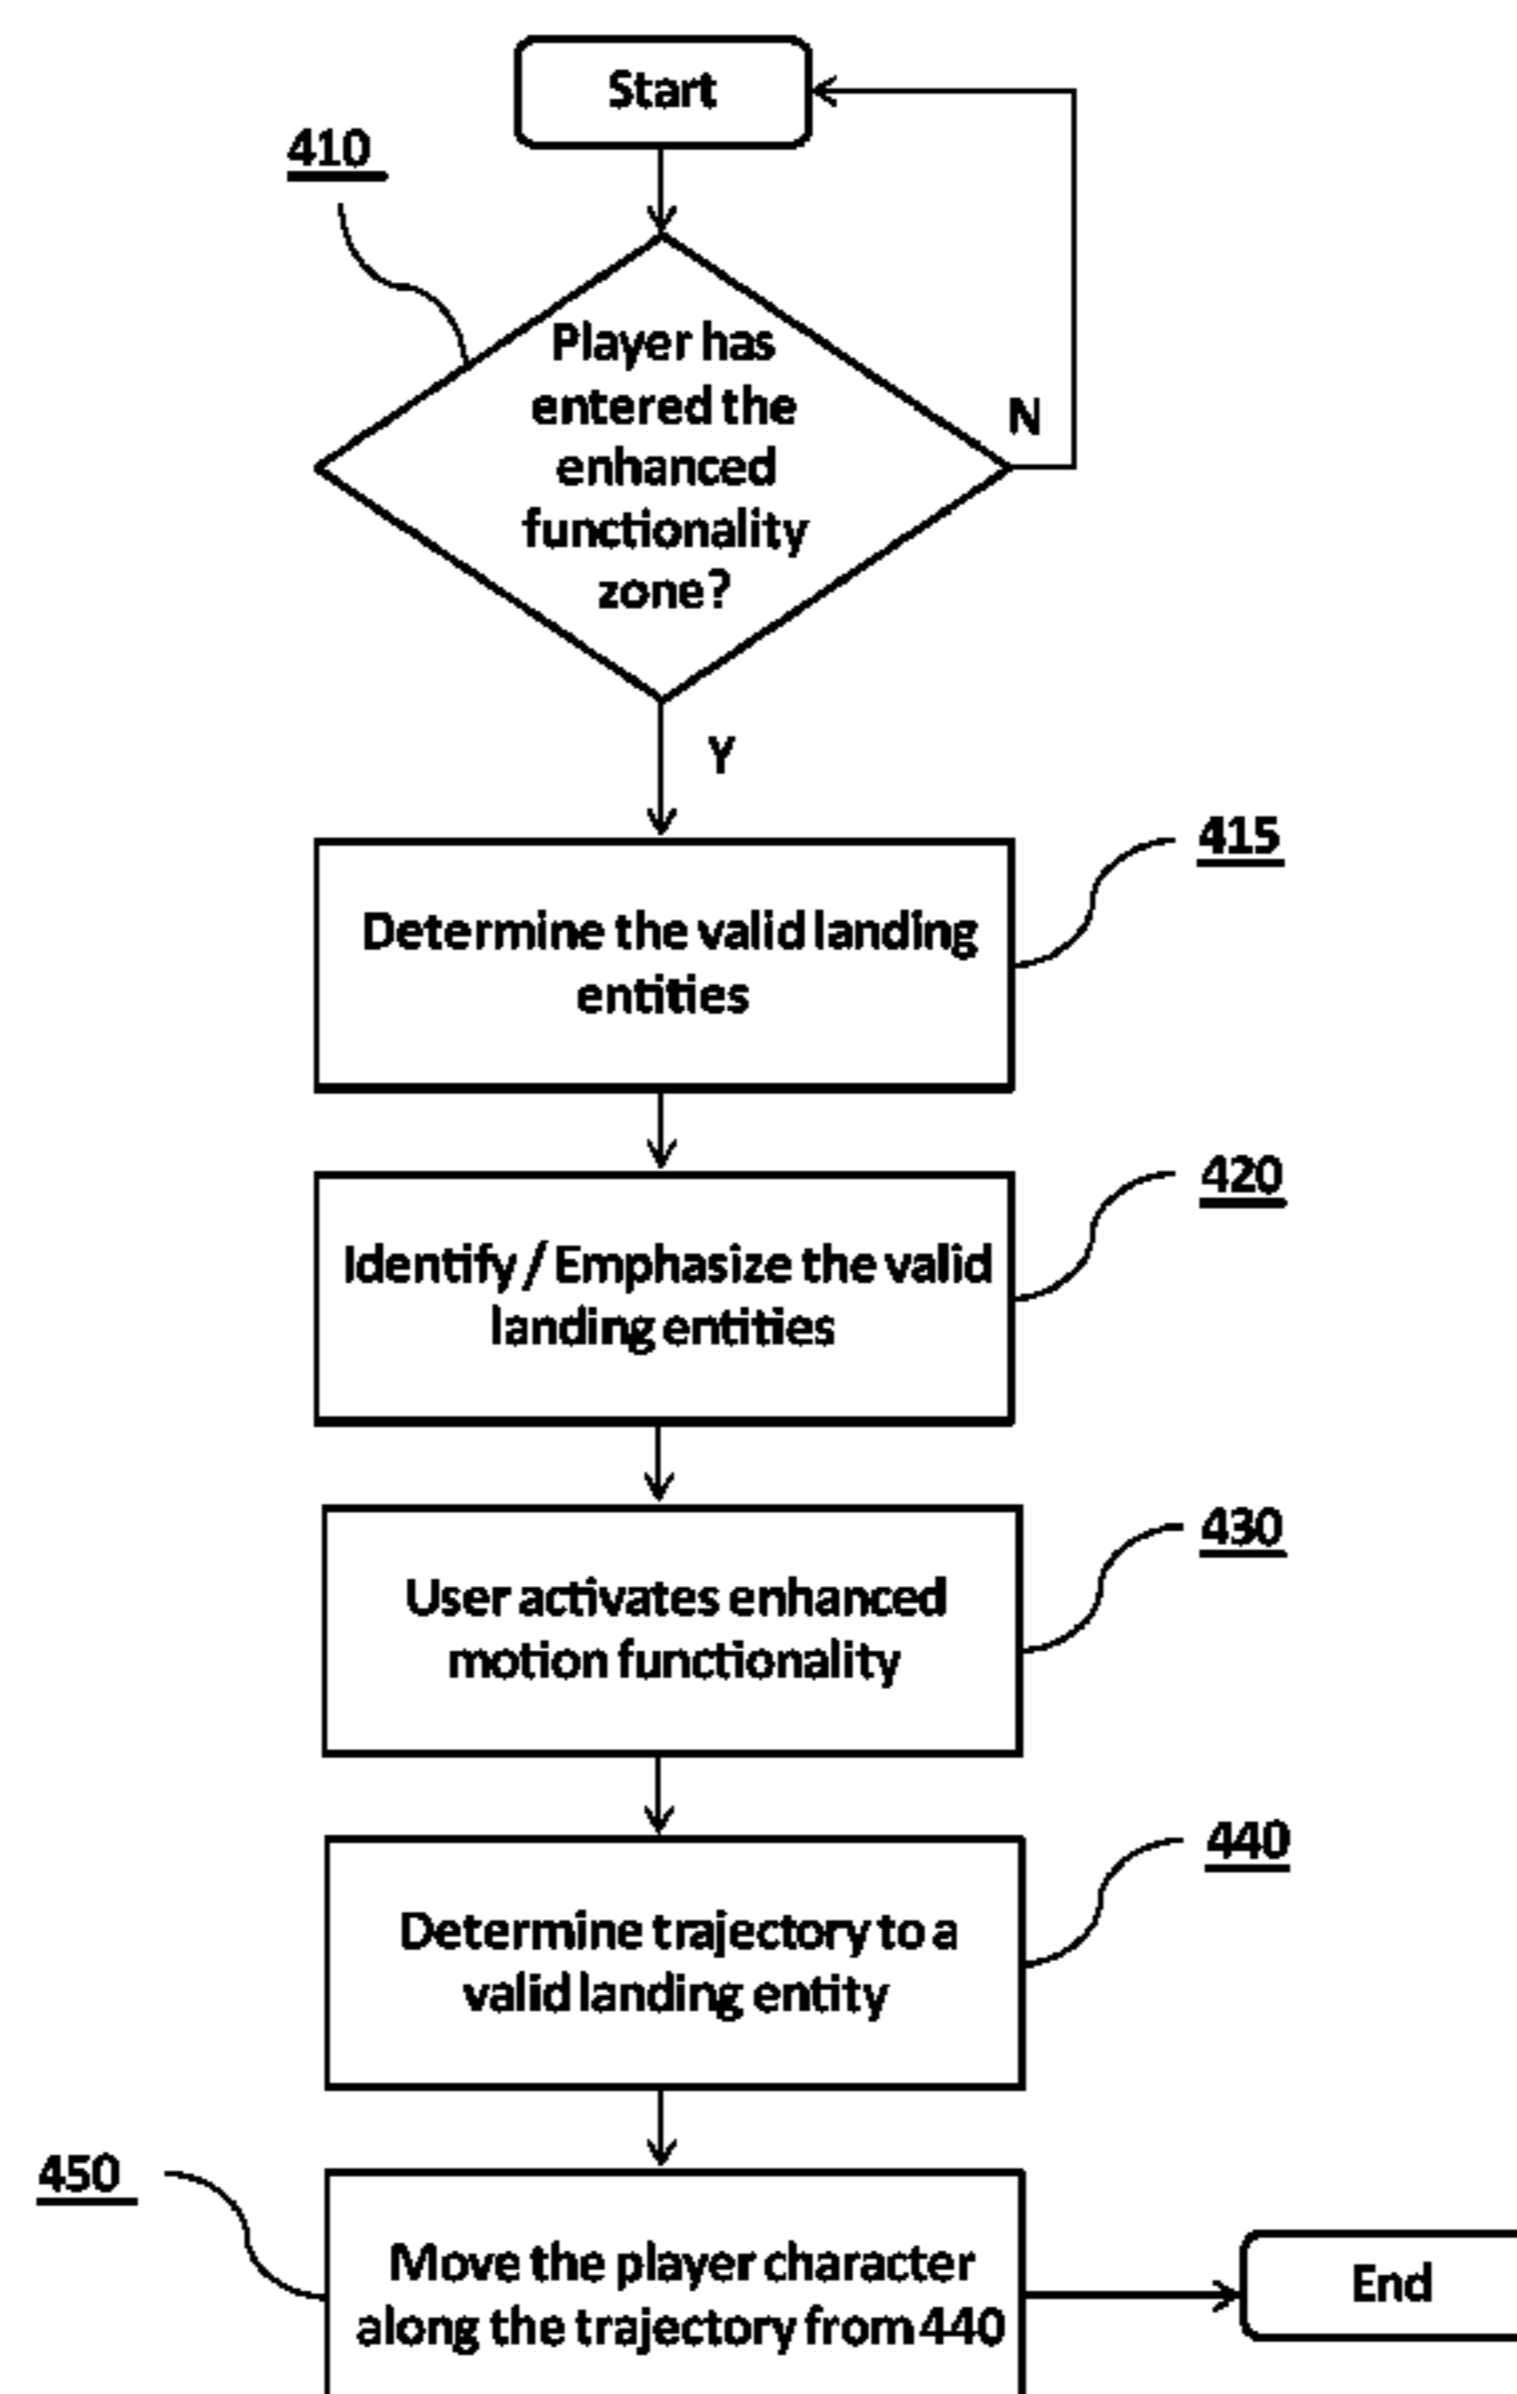 Start
410
Player has
entered the
enhanced
functionality
zone?
N
Y
415
Determine the valid landing
entities
420
Identify / Emphasize the valid
landing entities
430
User activates enhanced
motion functionality
440
Determine trajectory to a
valid landing entity
450
Move the player character
along the trajectory from 440
End